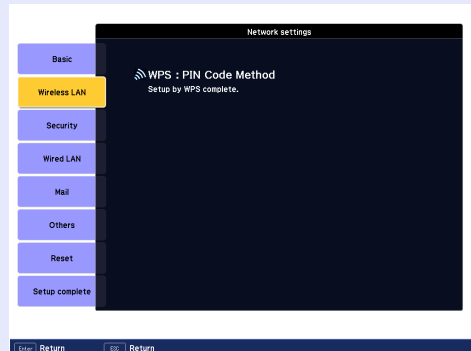 Network settings
Basic
Wireless LAN
Security
Wired LAN
Mail
Others
Reset
Setup complete
WPS : PIN Code Method
Setup by WPS complete.
Enter Return
ESC Return